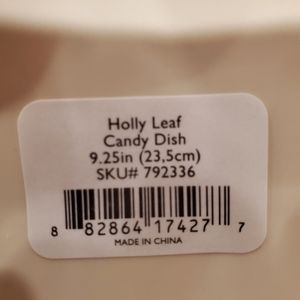 Holly Leaf
Candy Dish
9.25in (23,5cm)
SKU# 792336
8 82864 17427 7
MADE IN CHINA